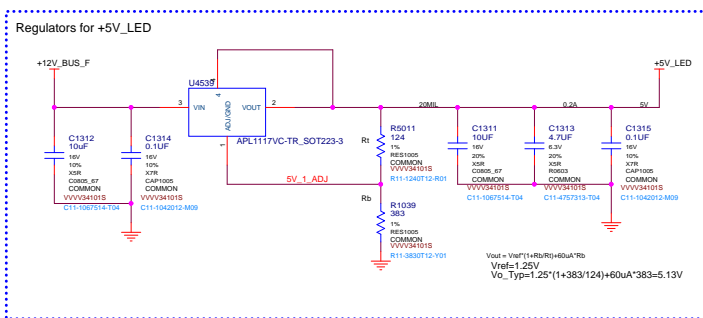 Regulators for +5V_LED
+12V_BUS_F
+5V_LED
U4539
4
3
VIN
VOUT
2
ADJ/GND
1
APL1117VC-TR_SOT223-3
20MIL
0.2A
5V
C1312
10uF
16V
10%
X5R
C0805_67
COMMON
VVVV34101S
C11-1067514-T04
C1314
0.1UF
16V
10%
X7R
CAP1005
COMMON
VVVV34101S
C11-1042012-M09
Rt
R5011
124
1%
RES1005
COMMON
VVVV34101S
R11-1240T12-R01
5V_1_ADJ
Rb
R1039
383
1%
RES1005
COMMON
VVVV34101S
R11-3830T12-Y01
C1311
10UF
16V
20%
X5R
C0805_67
COMMON
VVVV34101S
C11-1067514-T04
C1313
4.7UF
6.3V
20%
X5R
R0603
COMMON
VVVV34101S
C11-4757313-T04
C1315
0.1UF
16V
10%
X7R
CAP1005
COMMON
VVVV34101S
C11-1042012-M09
Vout = Vref*(1+Rb/Rt)+60uA*Rb
Vref=1.25V
Vo_Typ=1.25*(1+383/124)+60uA*383=5.13V